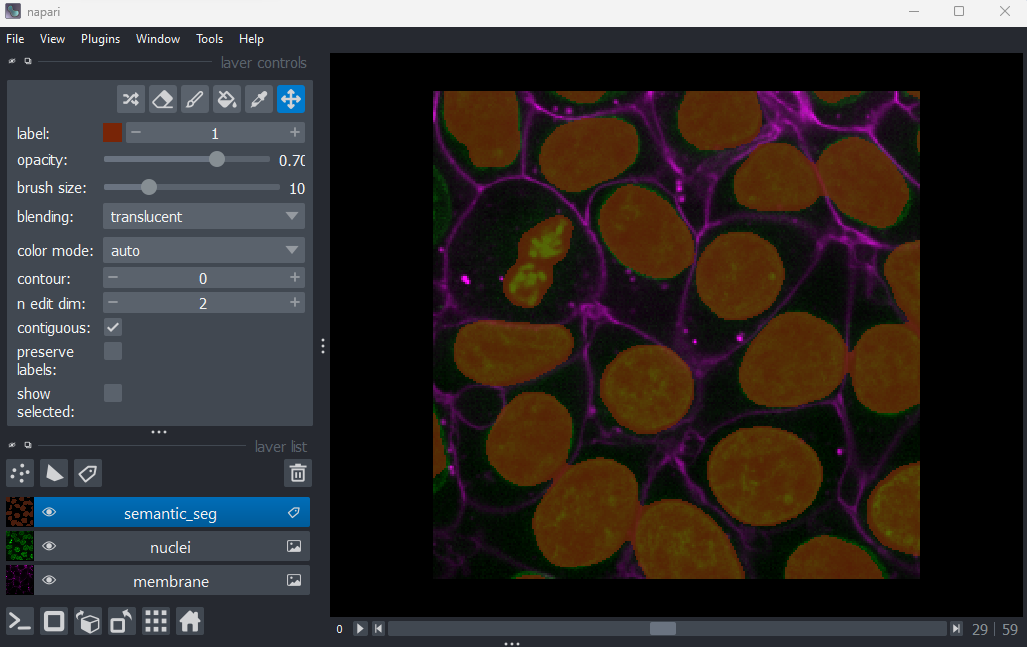 napari
File View Plugins Window Tools Help
layer controls
label: 1
opacity: 0.70
brush size: 10
blending: translucent
color mode: auto
contour: 0
n edit dim: 2
contiguous:
preserve
labels:
show
selected:
layer list
semantic_seg
nuclei
membrane
0 29 | 59